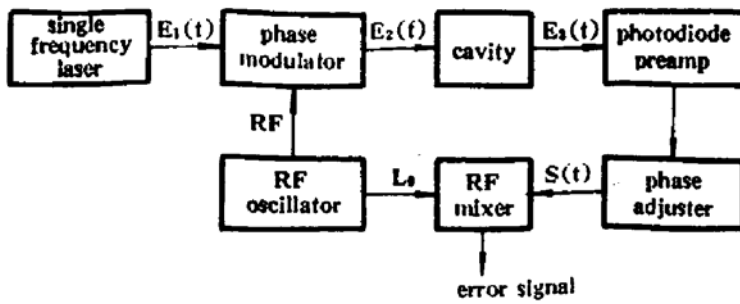 single
frequency
laser
E₁(t)
phase
modulator
E₂(t)
cavity
E₃(t)
photodiode
preamp
RF
RF
oscillator
L₀
RF
mixer
S(t)
phase
adjuster
error signal